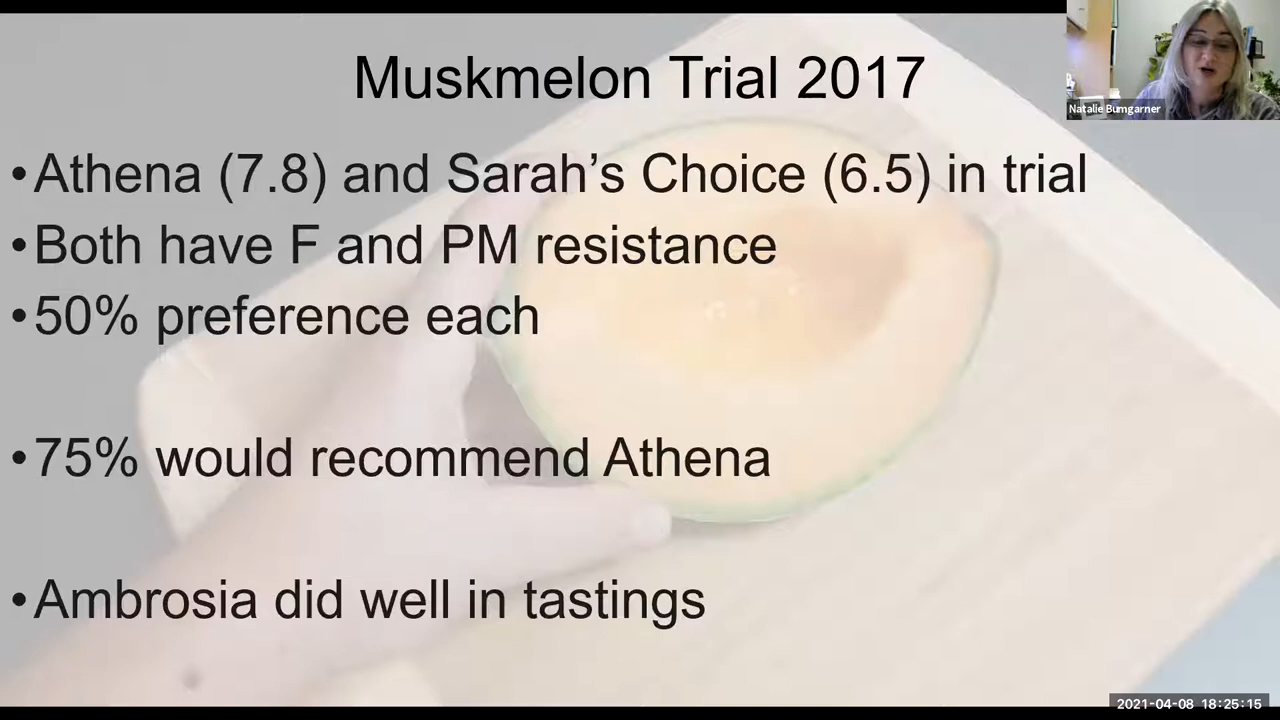 Muskmelon Trial 2017
Natalie Bumgarner
•Athena (7.8) and Sarah’s Choice (6.5) in trial
•Both have F and PM resistance
•50% preference each
•75% would recommend Athena
•Ambrosia did well in tastings
2021-04-08 18:25:15